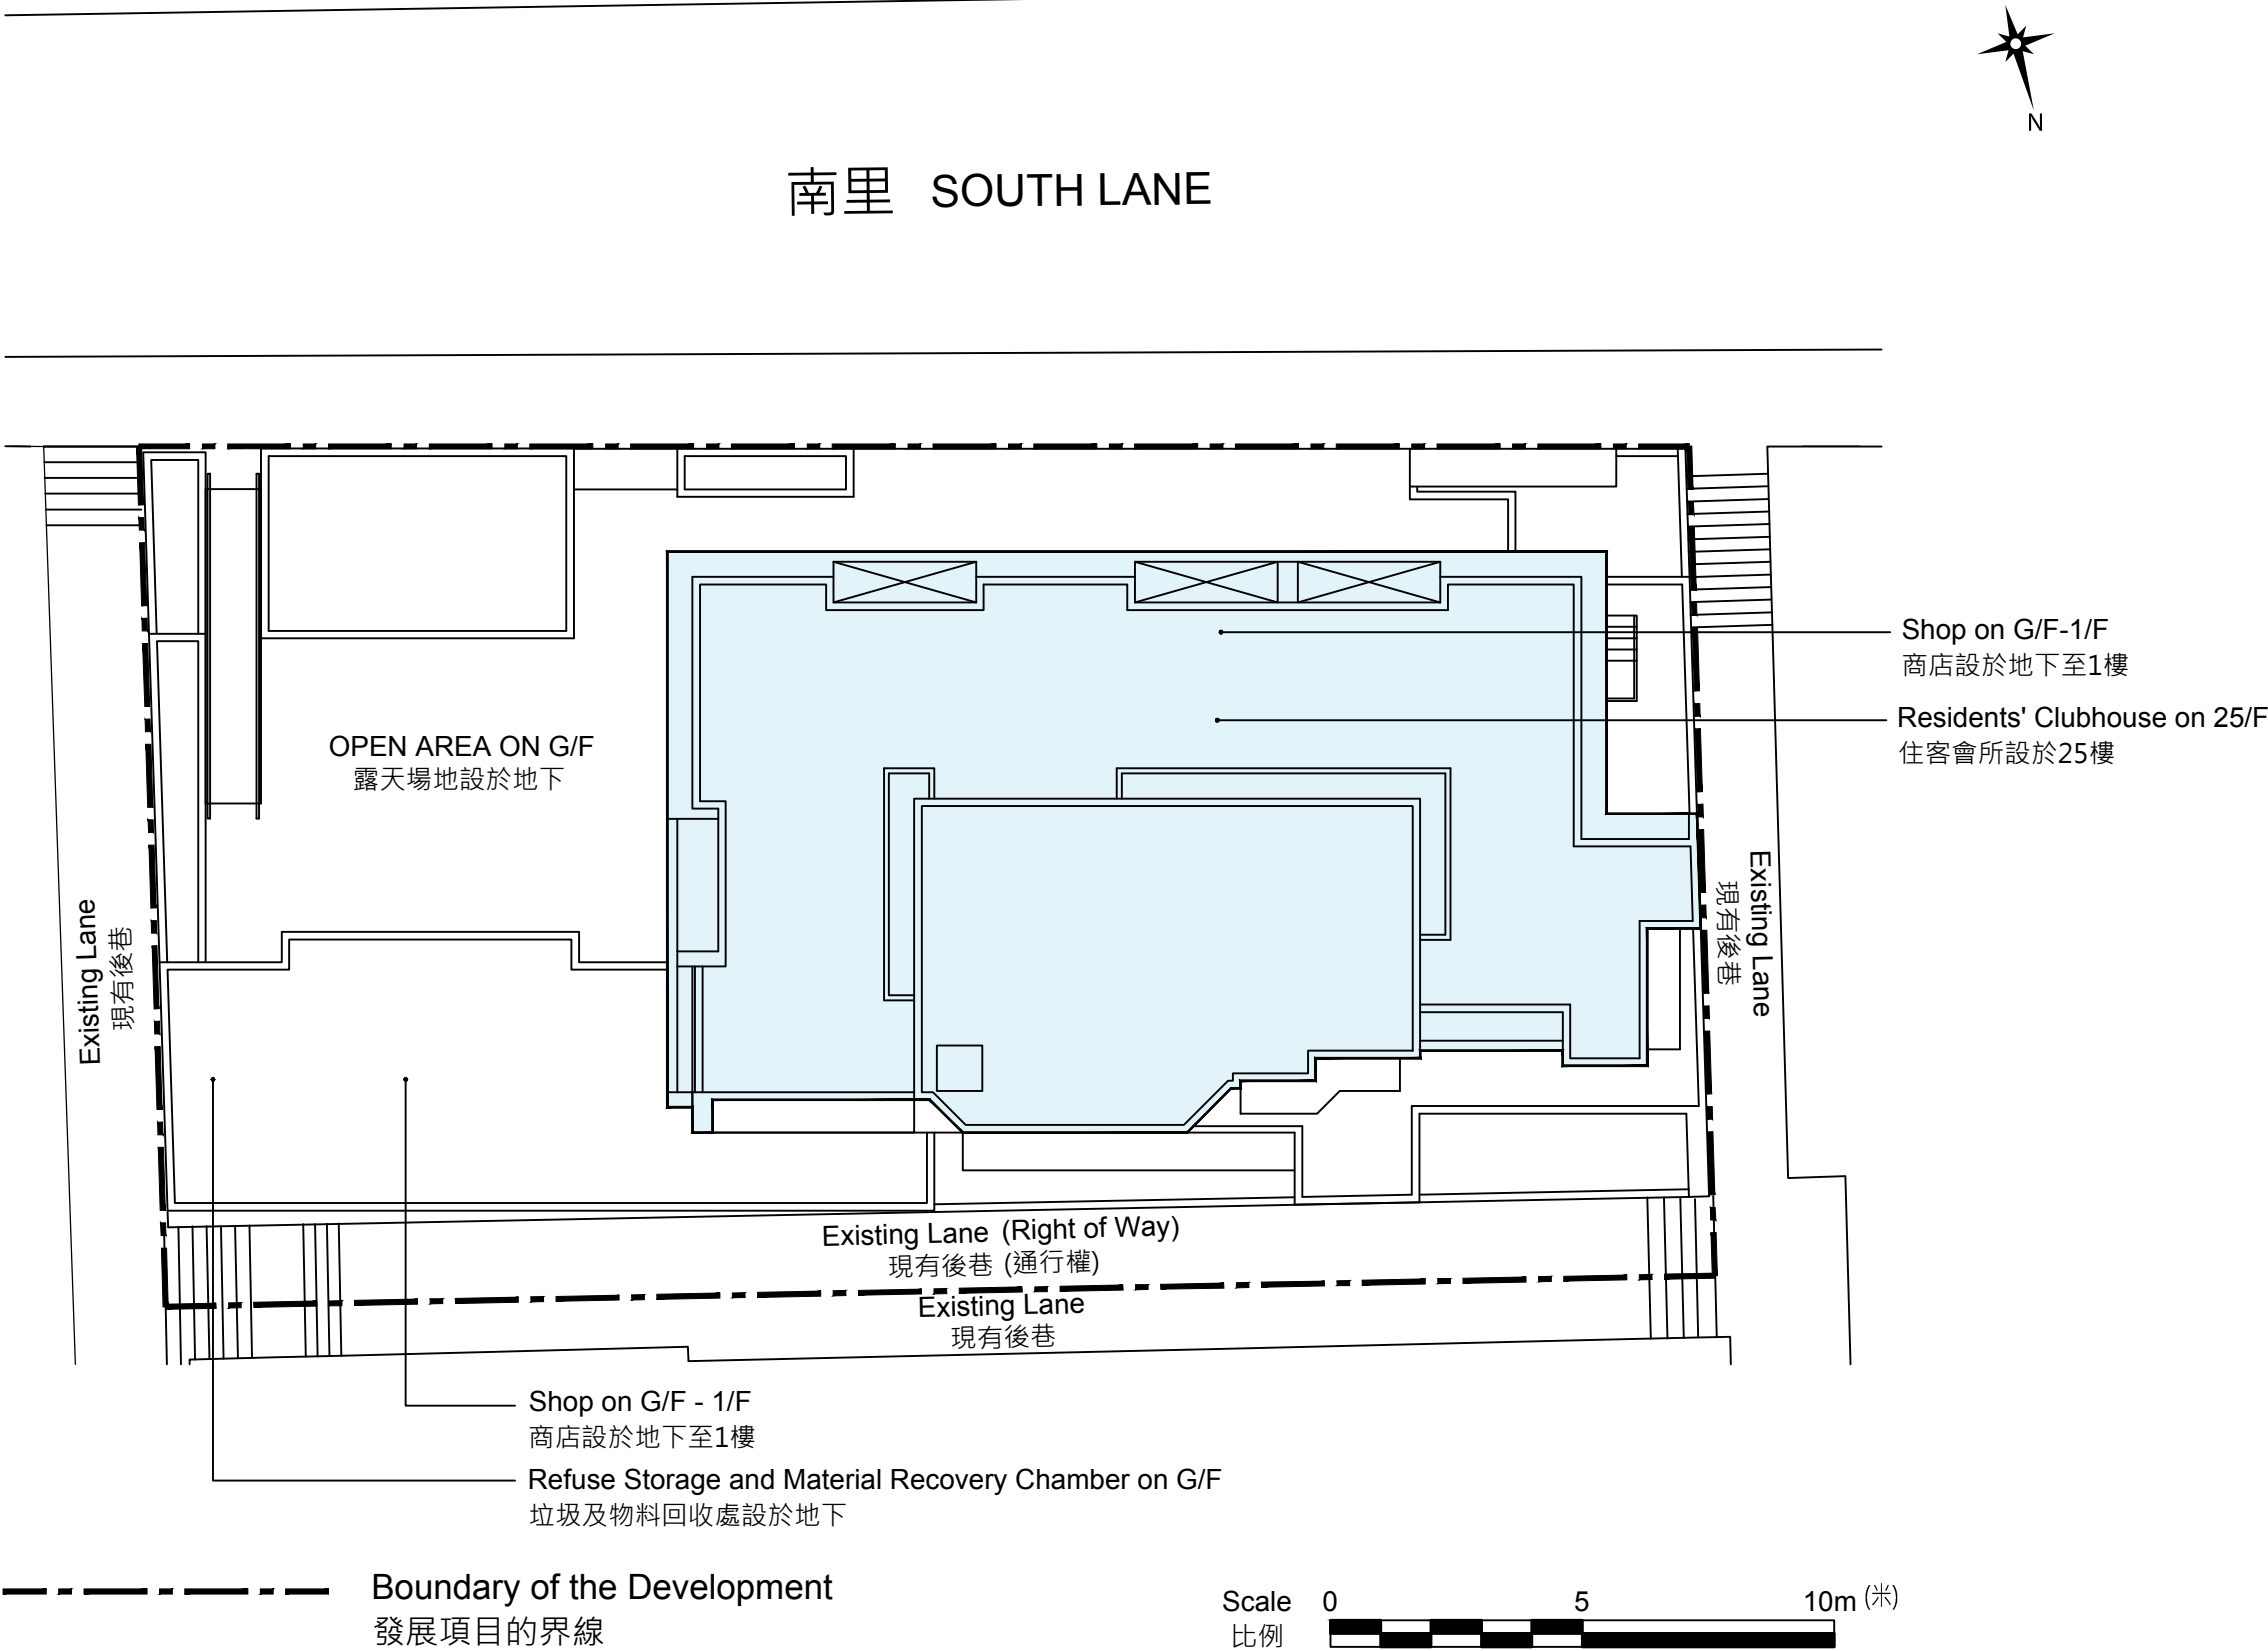 N
南里 SOUTH LANE
Shop on G/F-1/F
商店設於地下至1樓
Residents' Clubhouse on 25/F
住客會所設於25樓
OPEN AREA ON G/F
露天場地設於地下
Existing Lane
現有後巷
Existing Lane
現有後巷
Existing Lane (Right of Way)
現有後巷 (通行權)
Existing Lane
現有後巷
Shop on G/F - 1/F
商店設於地下至1樓
Refuse Storage and Material Recovery Chamber on G/F
垃圾及物料回收處設於地下
Boundary of the Development
發展項目的界線
Scale 0 5 10m (米)
比例